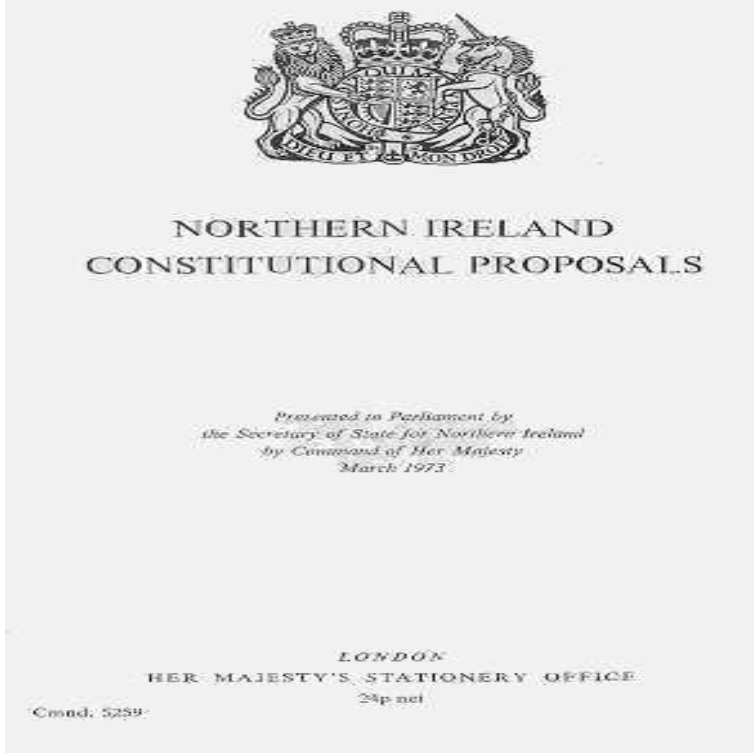 DIEU ET MON DROIT
NORTHERN IRELAND
CONSTITUTIONAL PROPOSALS
Presented to Parliament by
the Secretary of State for Northern Ireland
by Command of Her Majesty
March 1973
LONDON
HER MAJESTY'S STATIONERY OFFICE
24p net
Cmnd. 5259